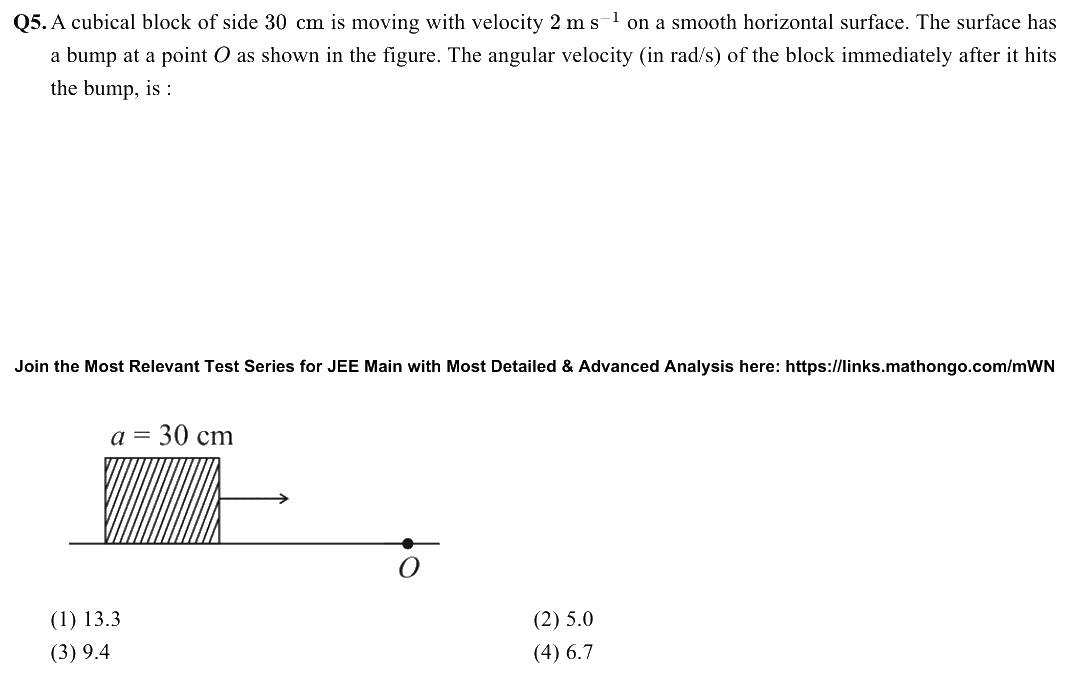 Q5. A cubical block of side 30 cm is moving with velocity 2 m s⁻¹ on a smooth horizontal surface. The surface has
a bump at a point O as shown in the figure. The angular velocity (in rad/s) of the block immediately after it hits
the bump, is :
Join the Most Relevant Test Series for JEE Main with Most Detailed & Advanced Analysis here: https://links.mathongo.com/mWN
a = 30 cm
O
(1) 13.3 (2) 5.0
(3) 9.4 (4) 6.7